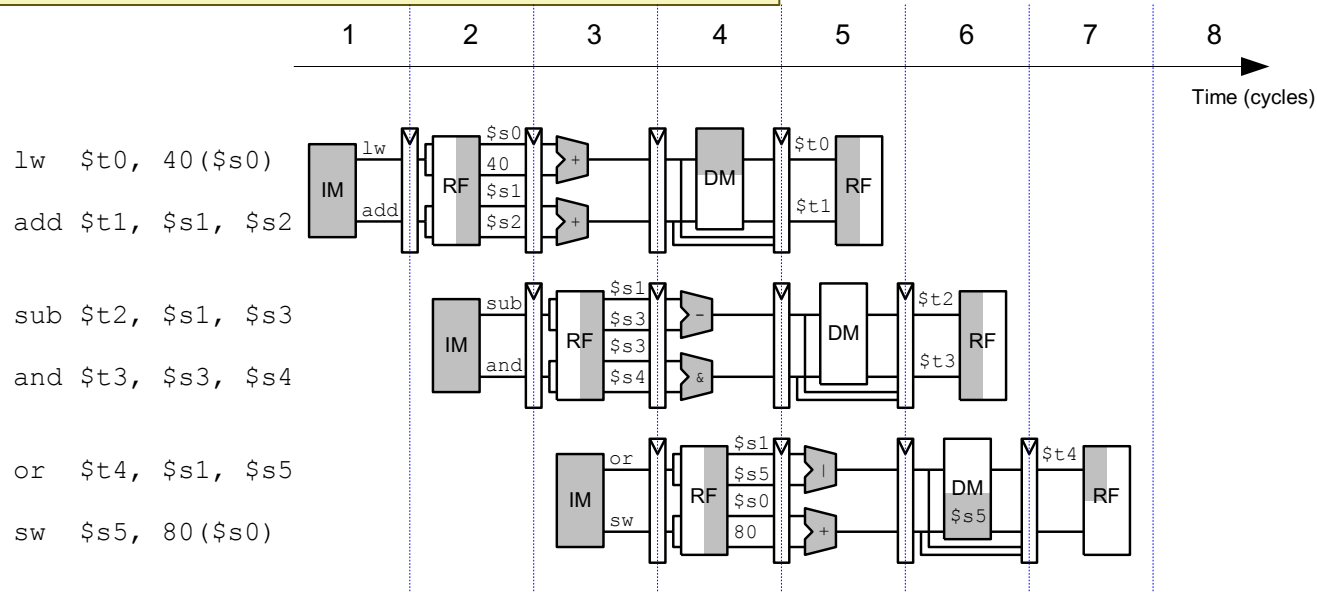 1 2 3 4 5 6 7 8
Time (cycles)
lw $t0, 40($s0)
add $t1, $s1, $s2
IM
lw
add
RF
$s0
40
$s1
$s2
+
+
DM
$t0
$t1
RF
sub $t2, $s1, $s3
and $t3, $s3, $s4
IM
sub
and
RF
$s1
$s3
$s3
$s4
-
&
DM
$t2
$t3
RF
or $t4, $s1, $s5
sw $s5, 80($s0)
IM
or
sw
RF
$s1
$s5
$s0
80
|
+
DM
$s5
$t4
RF